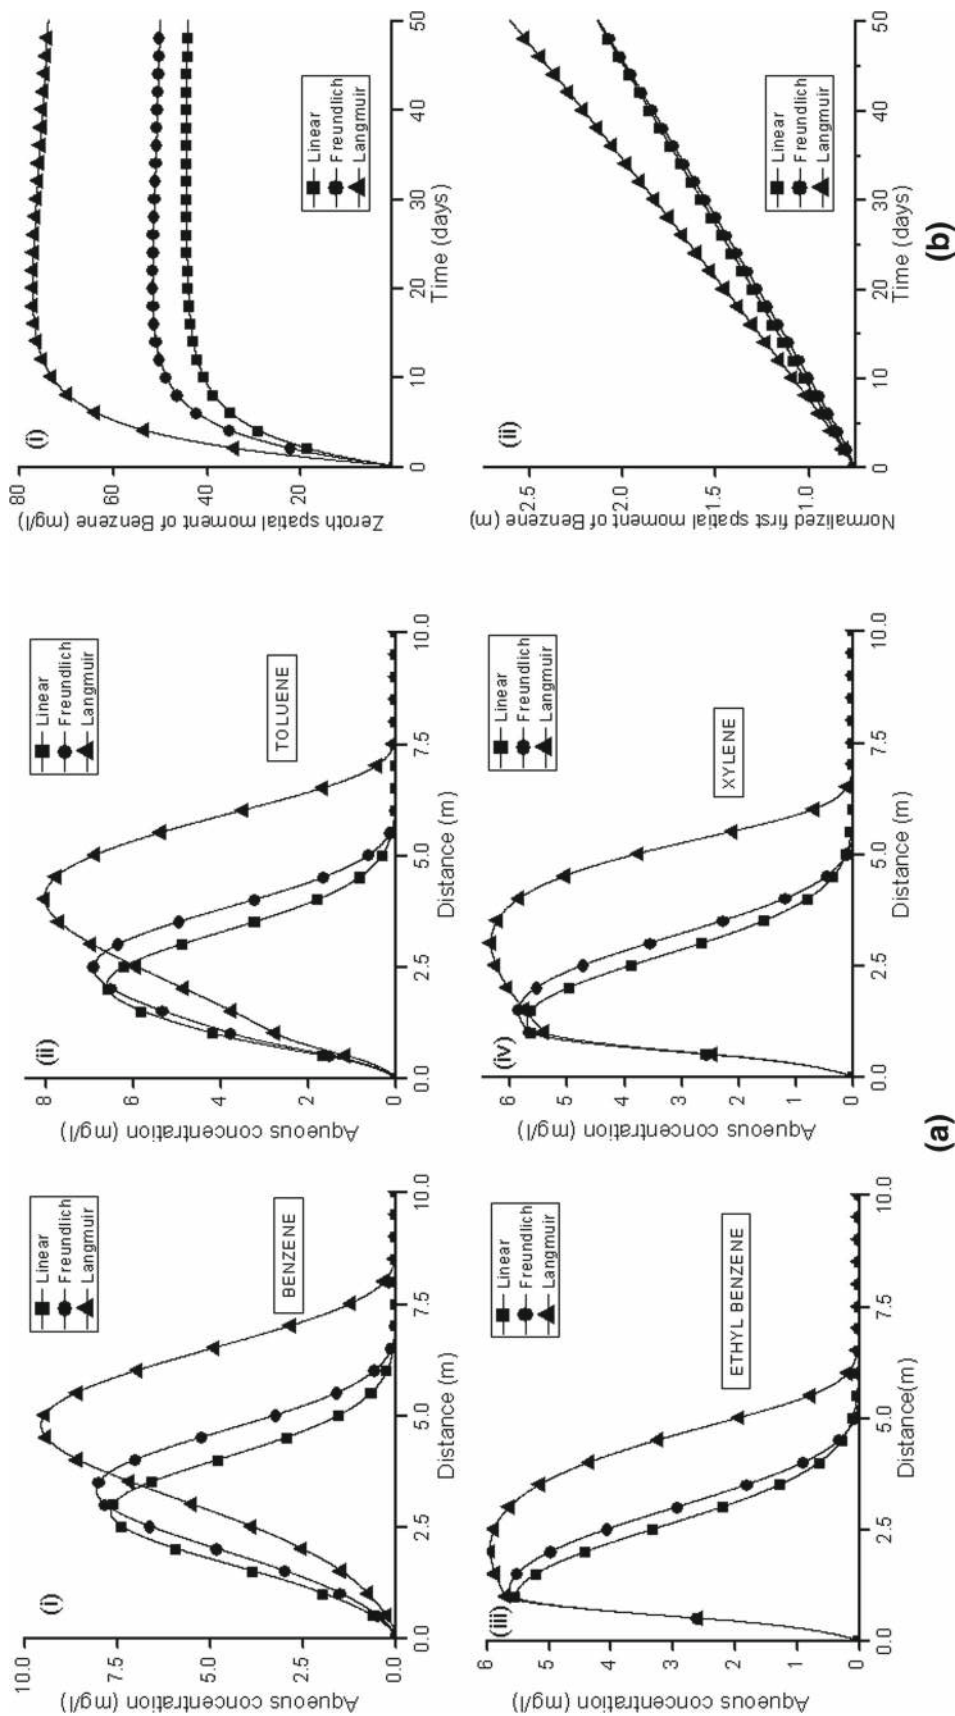 (i)
10.0
7.5
5.0
2.5
0.0
Aqueous concentration (mg/l)
0.0
2.5
5.0
7.5
10.0
Distance (m)
BENZENE
Linear
Freundlich
Langmuir
(ii)
8
6
4
2
0
Aqueous concentration (mg/l)
0.0
2.5
5.0
7.5
10.0
Distance (m)
TOLUENE
Linear
Freundlich
Langmuir
(iii)
6
5
4
3
2
1
0
Aqueous concentration (mg/l)
0.0
2.5
5.0
7.5
10.0
Distance(m)
ETHYL BENZENE
Linear
Freundlich
Langmuir
(iv)
6
5
4
3
2
1
0
Aqueous concentration (mg/l)
0.0
2.5
5.0
7.5
10.0
Distance (m)
XYLENE
Linear
Freundlich
Langmuir
(a)
(i)
80
60
40
20
0
Zeroth spatial moment of Benzene (mg/l)
0
10
20
30
40
50
Time (days)
Linear
Freundlich
Langmuir
(ii)
2.5
2.0
1.5
1.0
Normalized first spatial moment of Benzene (m)
0
10
20
30
40
50
Time (days)
Linear
Freundlich
Langmuir
(b)